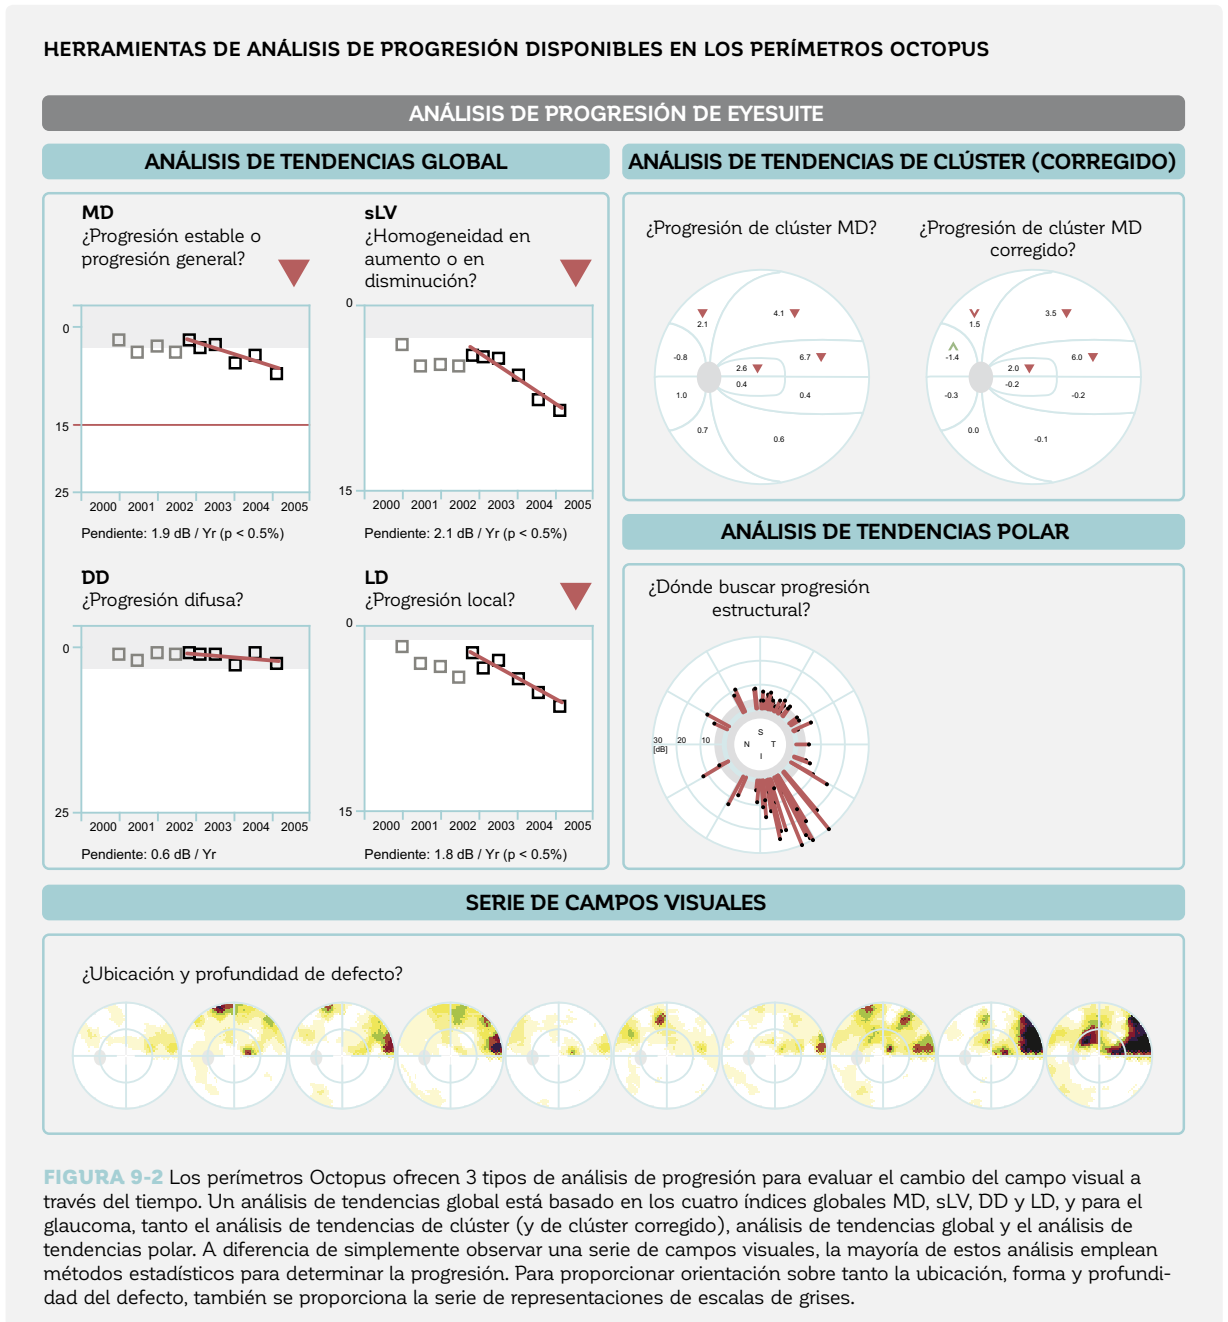 HERRAMIENTAS DE ANÁLISIS DE PROGRESIÓN DISPONIBLES EN LOS PERÍMETROS OCTOPUS
ANÁLISIS DE PROGRESIÓN DE EYESUITE
ANÁLISIS DE TENDENCIAS GLOBAL
MD
¿Progresión estable o
progresión general?
0
15
25
2000 2001 2002 2003 2004 2005
Pendiente: 1.9 dB / Yr (p < 0.5%)
sLV
¿Homogeneidad en
aumento o en
disminución?
0
15
2000 2001 2002 2003 2004 2005
Pendiente: 2.1 dB / Yr (p < 0.5%)
DD
¿Progresión difusa?
0
25
2000 2001 2002 2003 2004 2005
Pendiente: 0.6 dB / Yr
LD
¿Progresión local?
0
15
2000 2001 2002 2003 2004 2005
Pendiente: 1.8 dB / Yr (p < 0.5%)
ANÁLISIS DE TENDENCIAS DE CLÚSTER (CORREGIDO)
¿Progresión de clúster MD?
4.1
2.1
-0.8
6.7
2.6
0.4
1.0
0.4
0.7
0.6
¿Progresión de clúster MD
corregido?
3.5
1.5
-1.4
6.0
2.0
-0.2
-0.3
-0.2
0.0
-0.1
ANÁLISIS DE TENDENCIAS POLAR
¿Dónde buscar progresión
estructural?
30 20 10
[dB]
S
N T
I
SERIE DE CAMPOS VISUALES
¿Ubicación y profundidad de defecto?
FIGURA 9-2 Los perímetros Octopus ofrecen 3 tipos de análisis de progresión para evaluar el cambio del campo visual a
través del tiempo. Un análisis de tendencias global está basado en los cuatro índices globales MD, sLV, DD y LD, y para el
glaucoma, tanto el análisis de tendencias de clúster (y de clúster corregido), análisis de tendencias global y el análisis de
tendencias polar. A diferencia de simplemente observar una serie de campos visuales, la mayoría de estos análisis emplean
métodos estadísticos para determinar la progresión. Para proporcionar orientación sobre tanto la ubicación, forma y profundi-
dad del defecto, también se proporciona la serie de representaciones de escalas de grises.